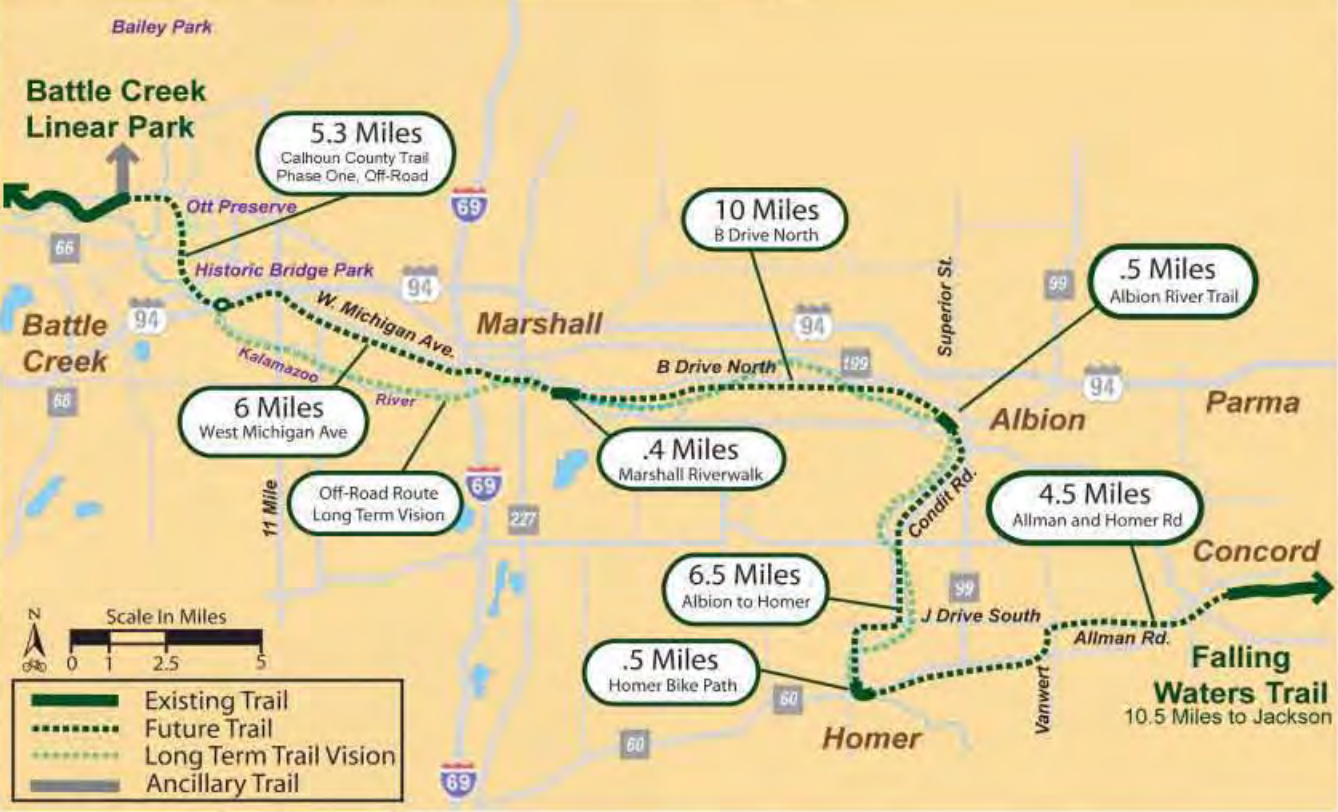 Bailey Park
Battle Creek
Linear Park
5.3 Miles
Calhoun County Trail
Phase One, Off-Road
Ott Preserve
69
66
10 Miles
B Drive North
Historic Bridge Park
94
94
Battle
Creek
W. Michigan Ave.
Marshall
94
Superior St.
99
.5 Miles
Albion River Trail
Kalamazoo
River
B Drive North
199
94
Parma
6 Miles
West Michigan Ave
Albion
.4 Miles
Marshall Riverwalk
Off-Road Route
Long Term Vision
11 Mile
69
227
Condit Rd.
4.5 Miles
Allman and Homer Rd
Concord
6.5 Miles
Albion to Homer
99
J Drive South
Allman Rd.
.5 Miles
Homer Bike Path
60
60
Vanwert
Homer
Falling
Waters Trail
10.5 Miles to Jackson
69
N
Scale In Miles
0 1 2.5 5
Existing Trail
Future Trail
Long Term Trail Vision
Ancillary Trail